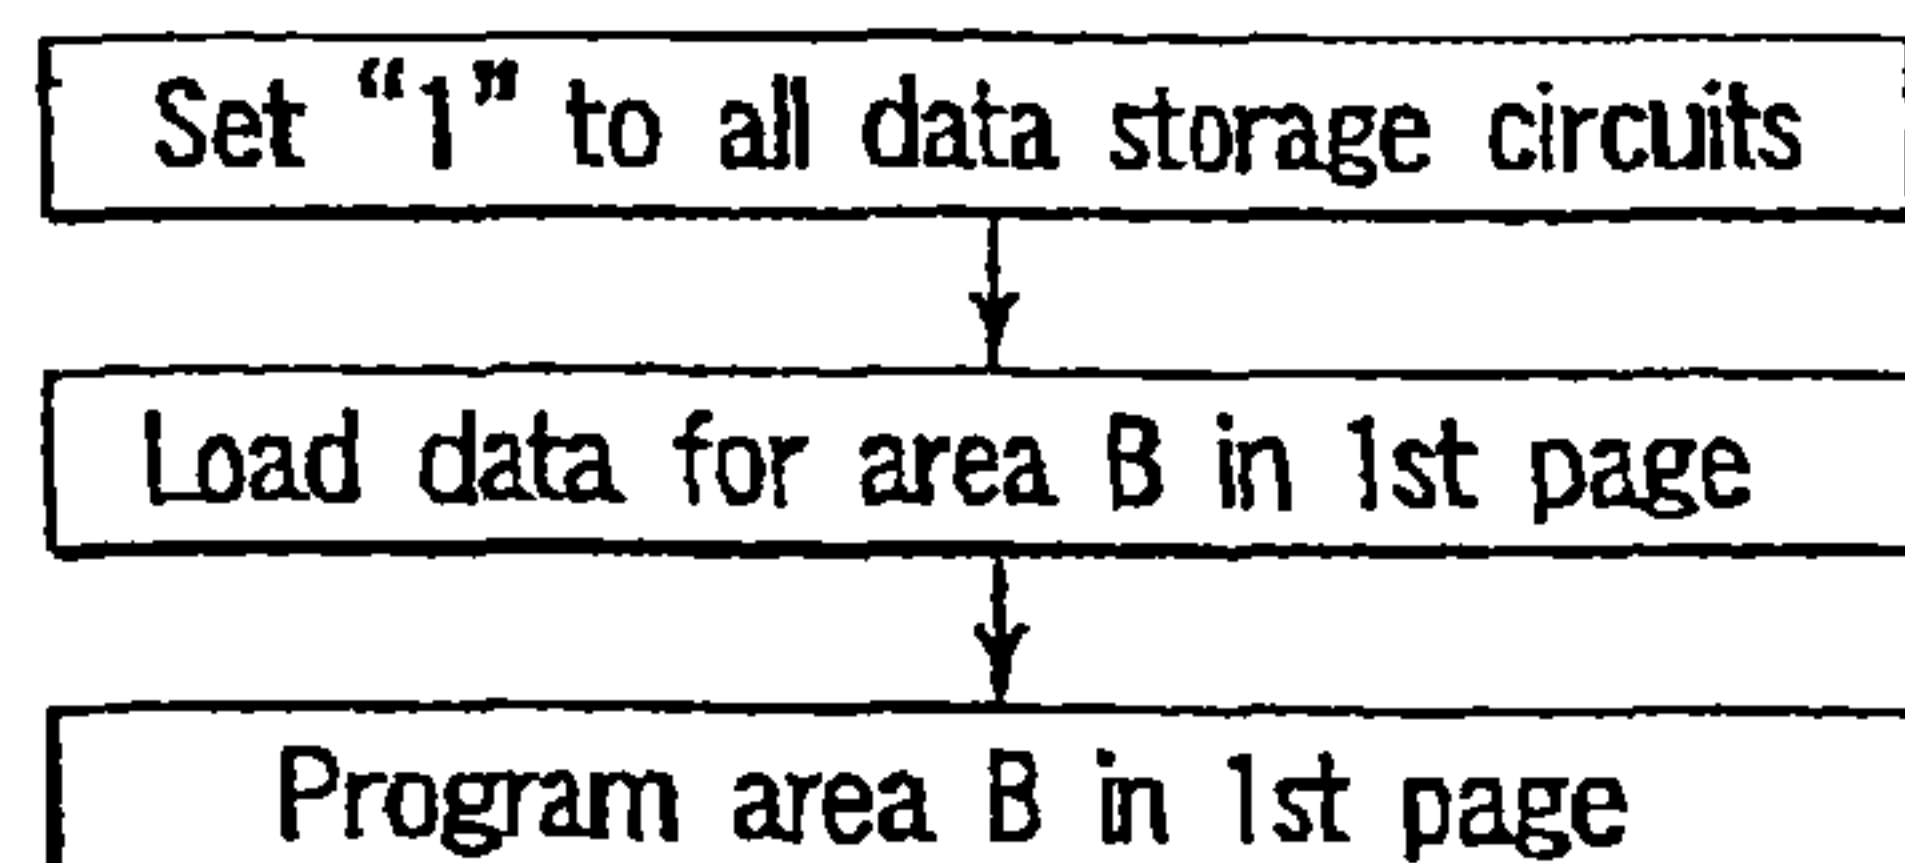 Set “1” to all data storage circuits
Load data for area B in 1st page
Program area B in 1st page